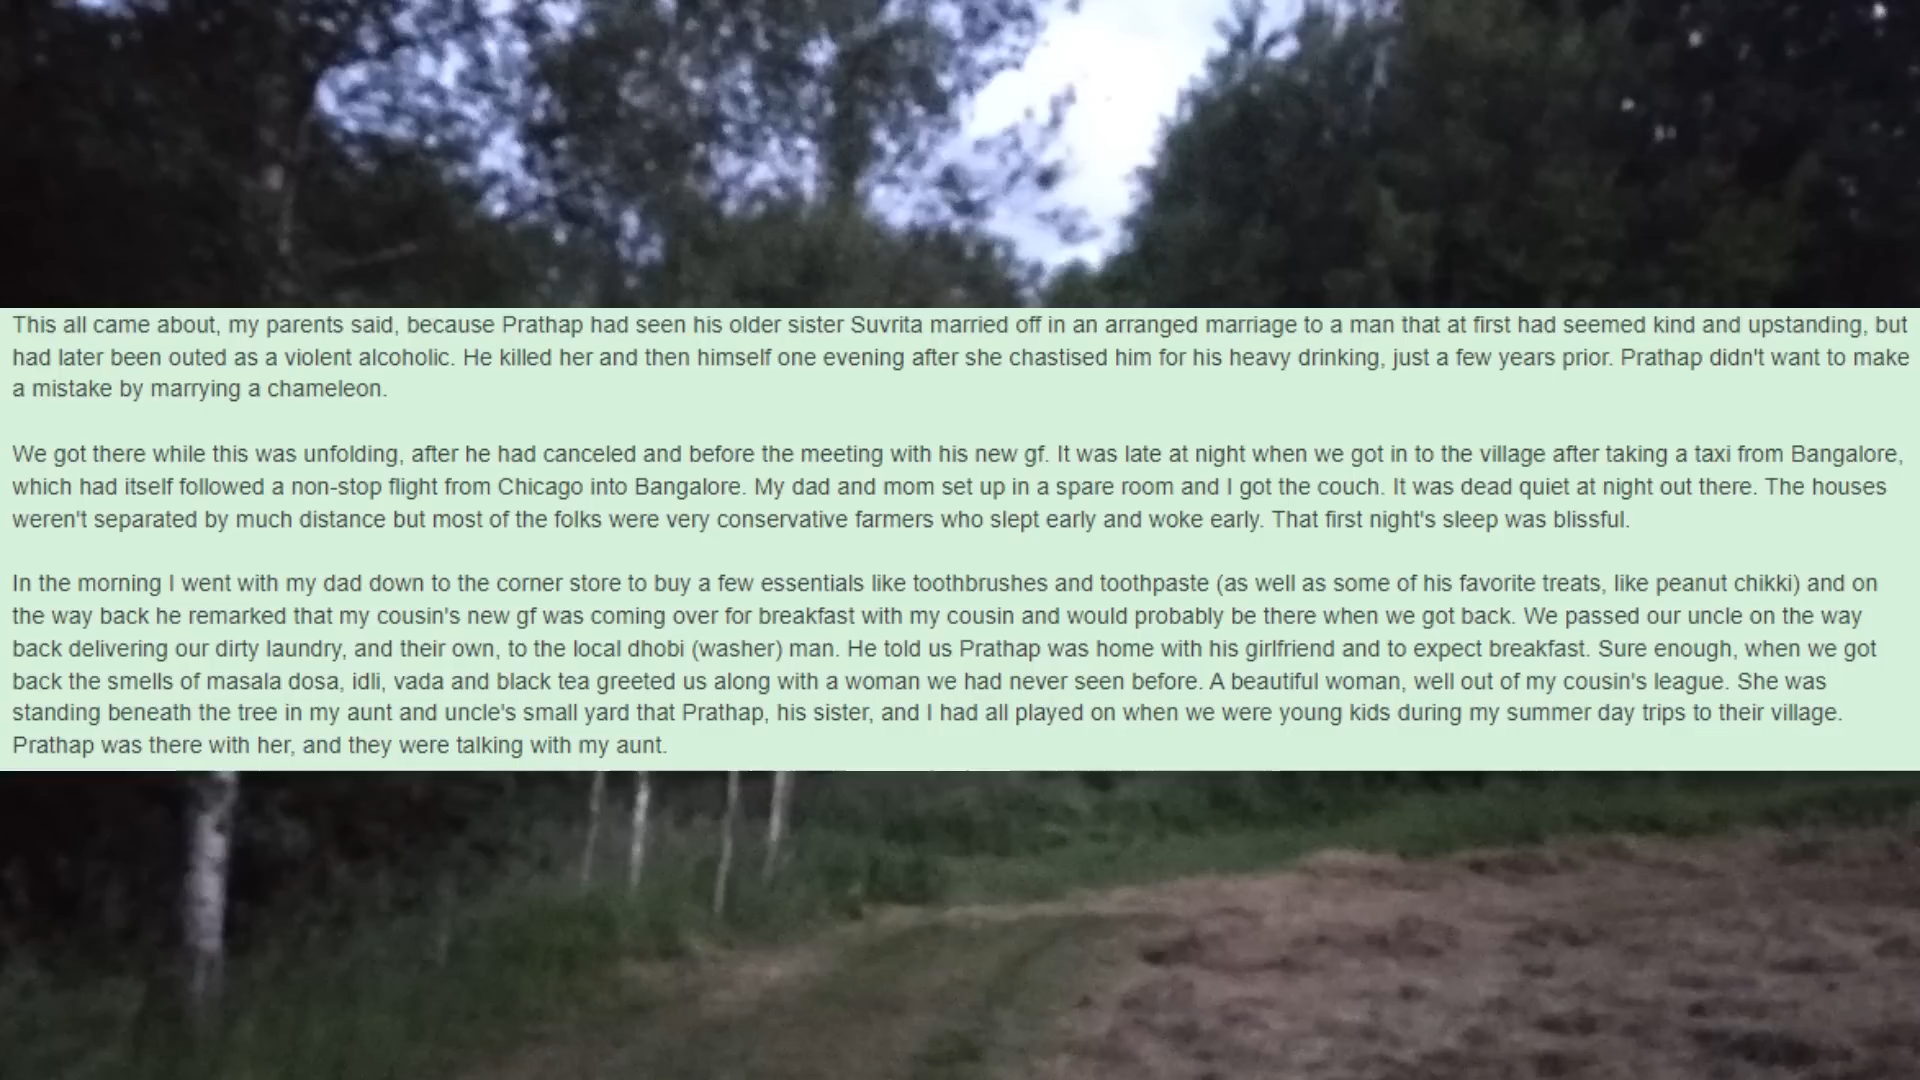 This all came about, my parents said, because Prathap had seen his older sister Suvrita married off in an arranged marriage to a man that at first had seemed kind and upstanding, but
had later been outed as a violent alcoholic. He killed her and then himself one evening after she chastised him for his heavy drinking, just a few years prior. Prathap didn't want to make
a mistake by marrying a chameleon.
We got there while this was unfolding, after he had canceled and before the meeting with his new gf. It was late at night when we got in to the village after taking a taxi from Bangalore,
which had itself followed a non-stop flight from Chicago into Bangalore. My dad and mom set up in a spare room and I got the couch. It was dead quiet at night out there. The houses
weren't separated by much distance but most of the folks were very conservative farmers who slept early and woke early. That first night's sleep was blissful.
In the morning I went with my dad down to the corner store to buy a few essentials like toothbrushes and toothpaste (as well as some of his favorite treats, like peanut chikki) and on
the way back he remarked that my cousin's new gf was coming over for breakfast with my cousin and would probably be there when we got back. We passed our uncle on the way
back delivering our dirty laundry, and their own, to the local dhobi (washer) man. He told us Prathap was home with his girlfriend and to expect breakfast. Sure enough, when we got
back the smells of masala dosa, idli, vada and black tea greeted us along with a woman we had never seen before. A beautiful woman, well out of my cousin's league. She was
standing beneath the tree in my aunt and uncle's small yard that Prathap, his sister, and I had all played on when we were young kids during my summer day trips to their village.
Prathap was there with her, and they were talking with my aunt.